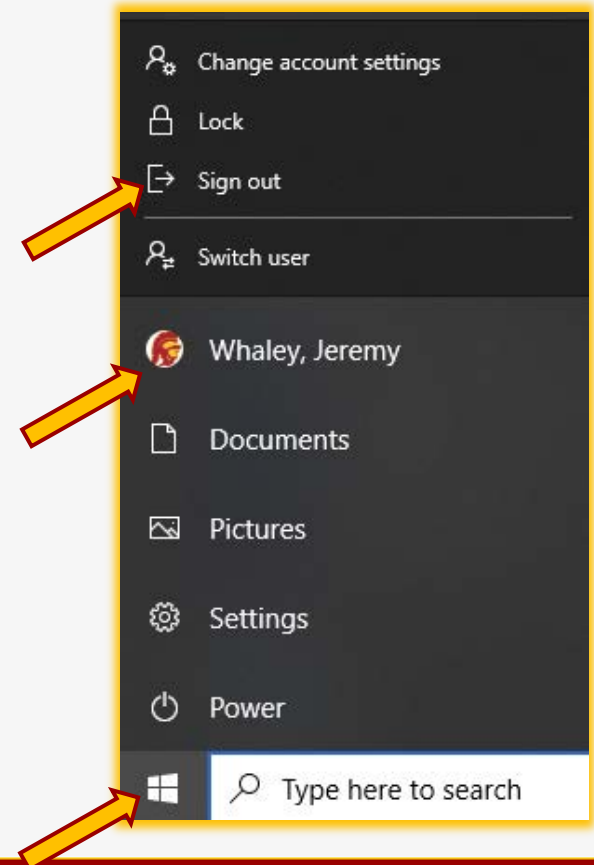 Change account settings
Lock
Sign out
Switch user
Whaley, Jeremy
Documents
Pictures
Settings
Power
Type here to search